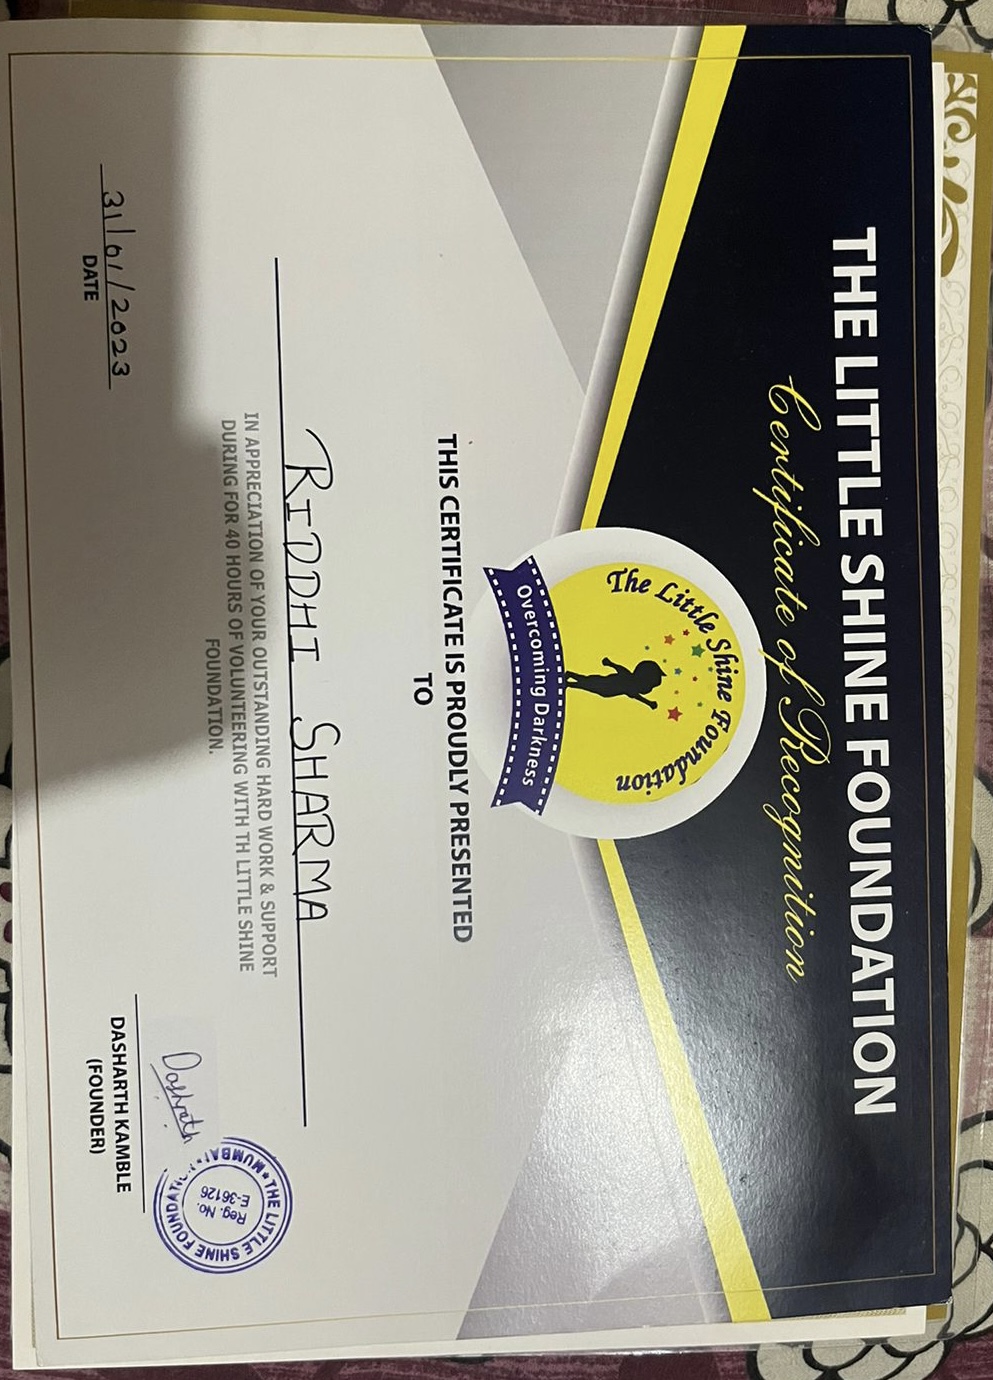 THE LITTLE SHINE FOUNDATION
Certificate of Recognition
The Little Shine Foundation
Overcoming Darkness
THIS CERTIFICATE IS PROUDLY PRESENTED
TO
RIDDHI SHARMA
IN APPRECIATION OF YOUR OUTSTANDING HARD WORK & SUPPORT
DURING FOR 40 HOURS OF VOLUNTEERING WITH TH LITTLE SHINE
FOUNDATION.
31/01/2023
DATE
Dashrath
DASHARTH KAMBLE
(FOUNDER)
THE LITTLE SHINE FOUNDATION
MUMBAI
Reg. No.
E-36126